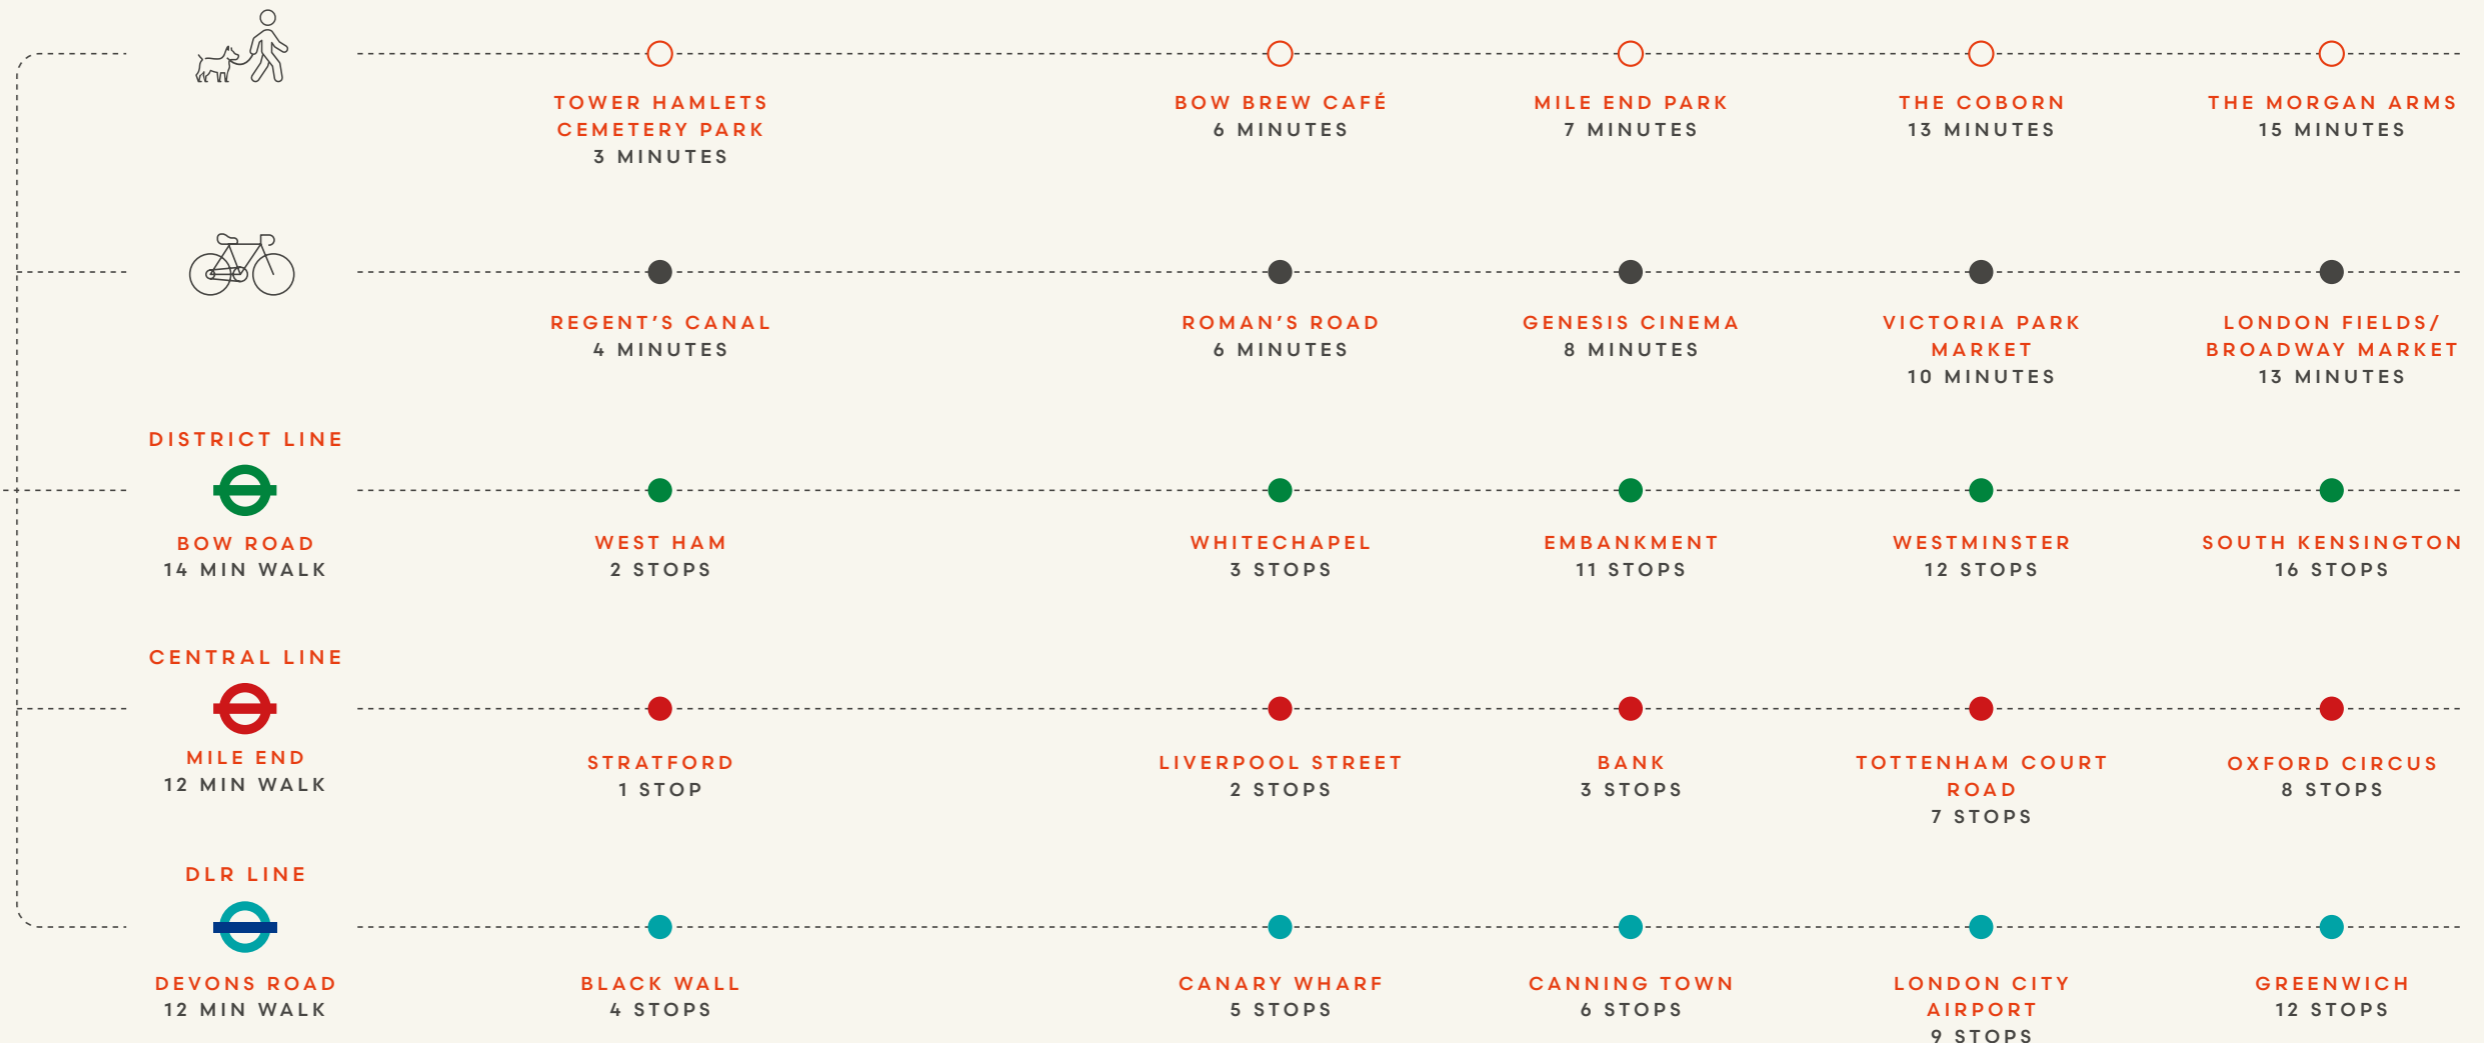 TOWER HAMLETS
CEMETERY PARK
3 MINUTES
BOW BREW CAFÉ
6 MINUTES
MILE END PARK
7 MINUTES
THE COBORN
13 MINUTES
THE MORGAN ARMS
15 MINUTES
REGENT’S CANAL
4 MINUTES
ROMAN’S ROAD
6 MINUTES
GENESIS CINEMA
8 MINUTES
VICTORIA PARK
MARKET
10 MINUTES
LONDON FIELDS/
BROADWAY MARKET
13 MINUTES
DISTRICT LINE
BOW ROAD
14 MIN WALK
WEST HAM
2 STOPS
WHITECHAPEL
3 STOPS
EMBANKMENT
11 STOPS
WESTMINSTER
12 STOPS
SOUTH KENSINGTON
16 STOPS
CENTRAL LINE
MILE END
12 MIN WALK
STRATFORD
1 STOP
LIVERPOOL STREET
2 STOPS
BANK
3 STOPS
TOTTENHAM COURT
ROAD
7 STOPS
OXFORD CIRCUS
8 STOPS
DLR LINE
DEVONS ROAD
12 MIN WALK
BLACK WALL
4 STOPS
CANARY WHARF
5 STOPS
CANNING TOWN
6 STOPS
LONDON CITY
AIRPORT
9 STOPS
GREENWICH
12 STOPS